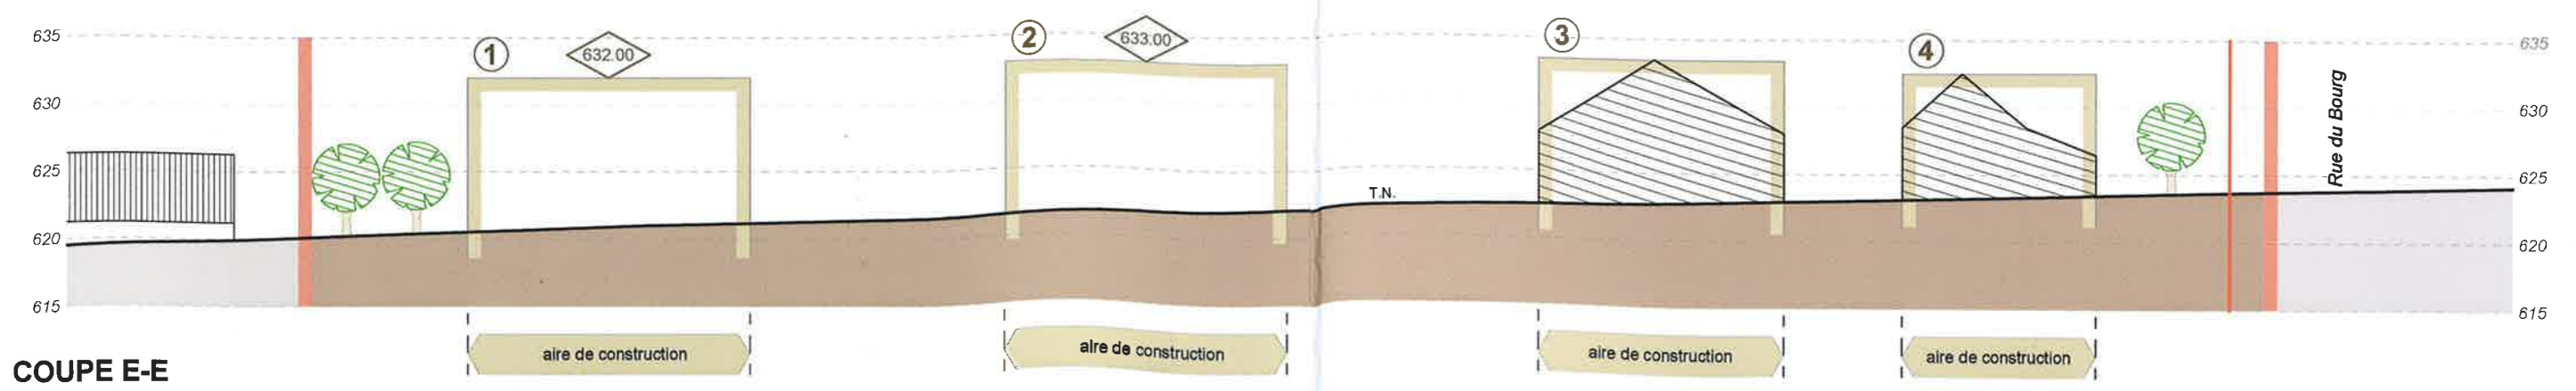 635
630
625
620
615
1
632.00
2
633.00
T.N.
3
4
Rue du Bourg
635
630
625
620
615
aire de construction
aire de construction
aire de construction
aire de construction
COUPE E-E